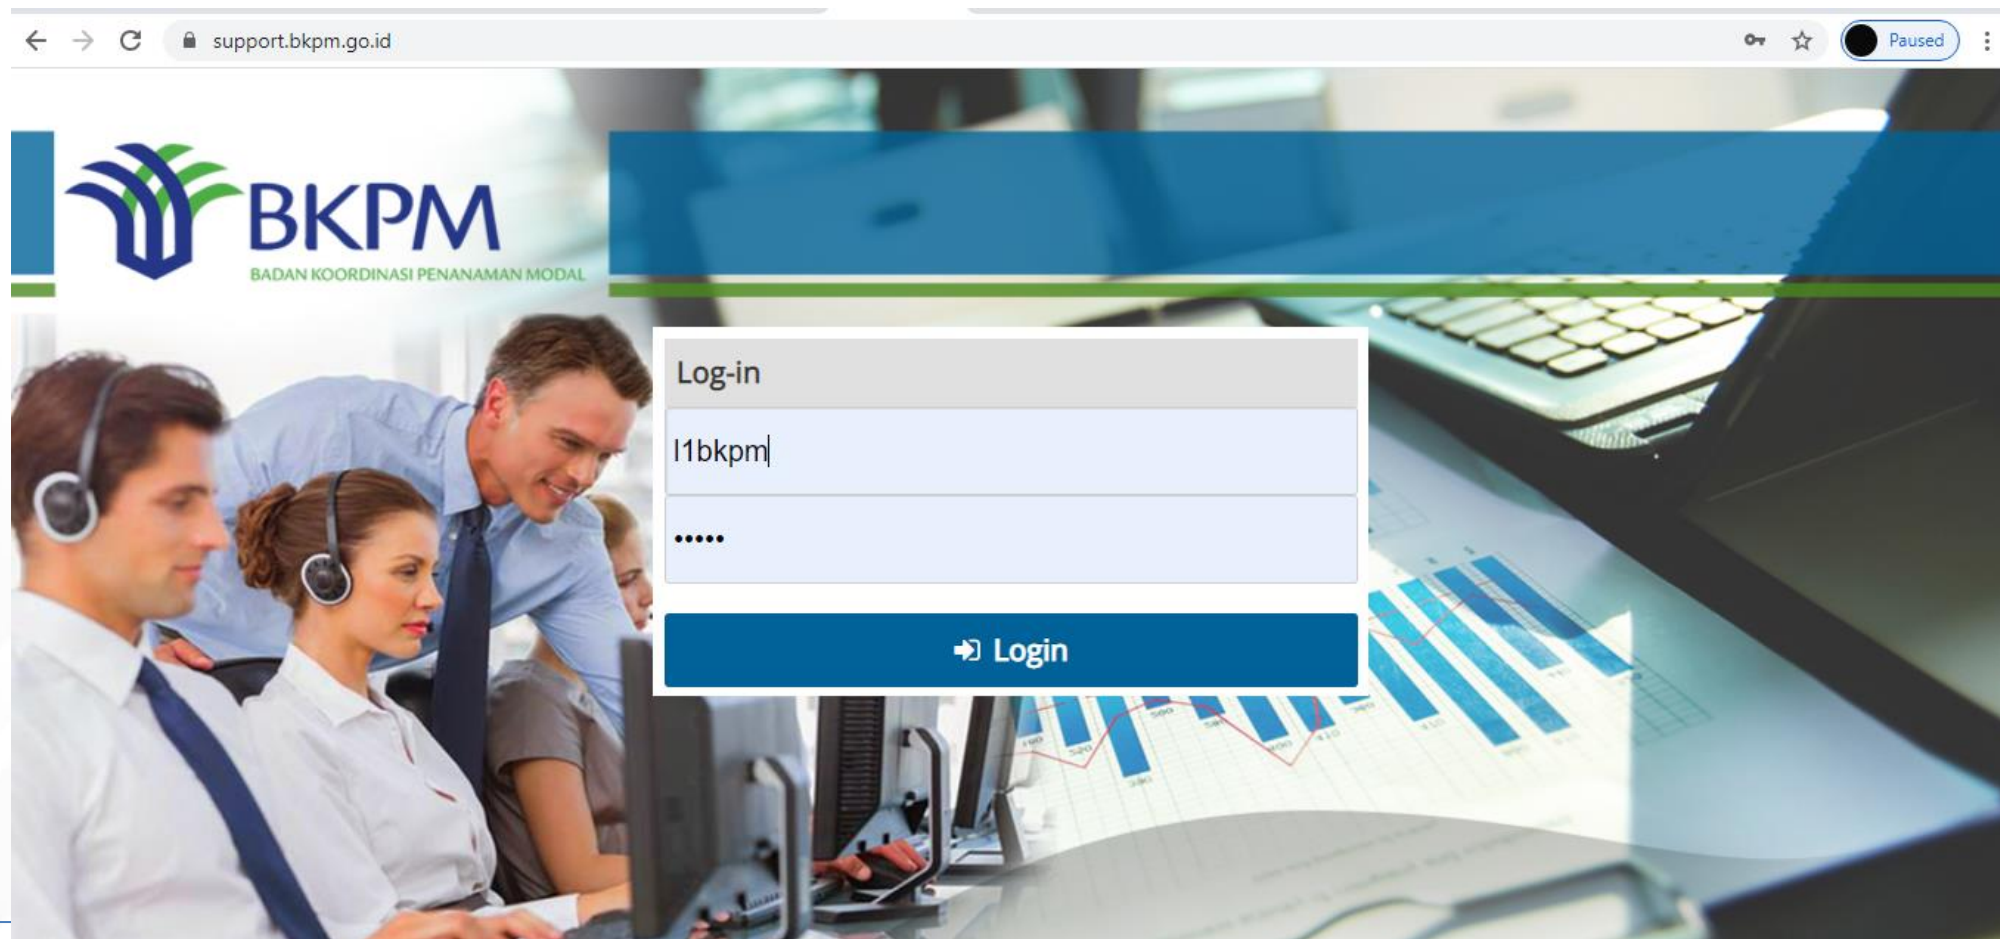 support.bkpm.go.id
Paused
BKPM
BADAN KOORDINASI PENANAMAN MODAL
Log-in
l1bkpm
•••••
Login